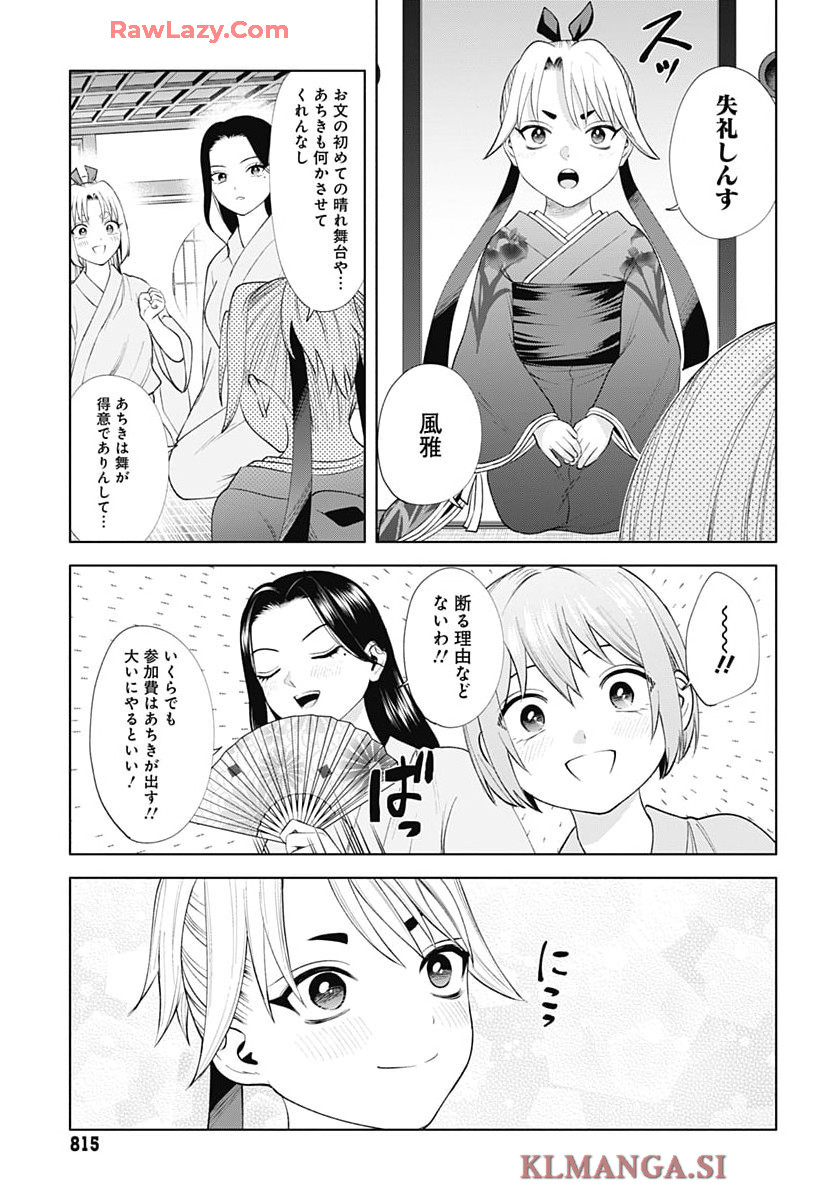 RawLazy.Com
スッ
失礼しんす
風雅
お文の初めての晴れ舞台や…
あちきも何かさせて
くれんなし
あちきは舞が
得意でありんして…
～～～!!
断る理由など
ないわ!!
ばっ
いくらでも
参加費はあちきが出す!!
大いにやるといい!
にこっ
815
KLMANGA.SI